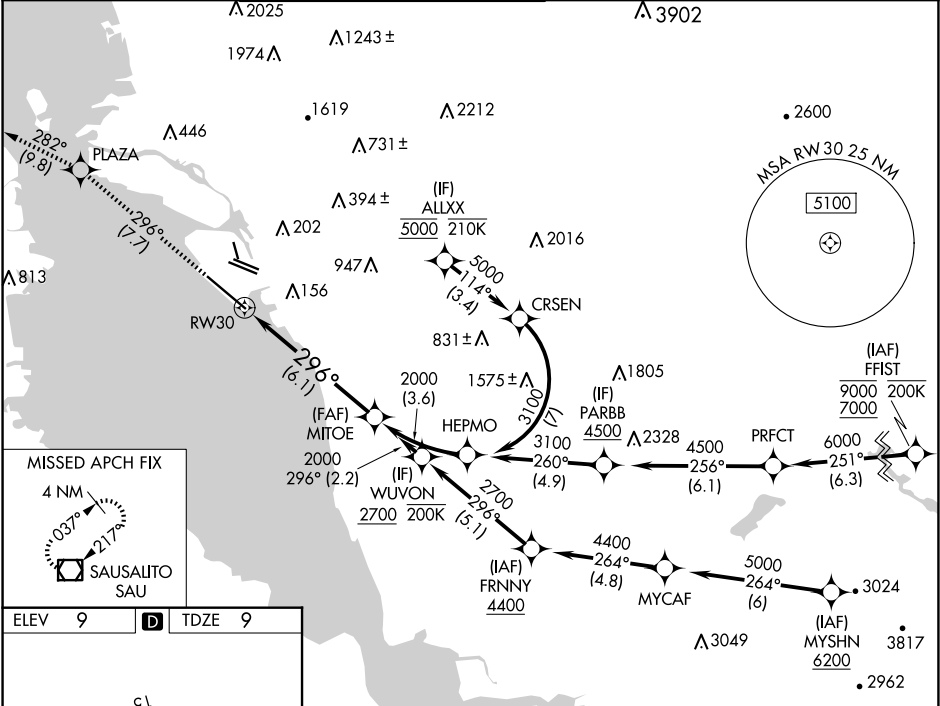 2025
3902
1974
1243 ±
1619
2212
2600
446
731 ±
282°
(9.8)
PLAZA
MSA RW30 25 NM
5100
296°
(7.7)
394 ±
202
(IF)
ALLXX
5000 210K
2016
947
813
156
5000
114°
(3.4)
CRSEN
RW30
831 ±
296°
(6.1)
1575 ±
3100
(7)
1805
(IAF)
FFIST
9000 200K
7000
2000
(3.6)
(FAF)
MITOE
HEPMO
(IF)
PARBB
4500
2328
PRFCT
3100
260°
(4.9)
4500
256°
(6.1)
6000
251°
(6.3)
2000
296° (2.2)
(IF)
WUVON
2700 200K
2700
296°
(5.1)
MISSED APCH FIX
4 NM
037°
217°
SAUSALITO
SAU
(IAF)
FRNNY
4400
4400
264°
(4.8)
MYCAF
5000
264°
(6)
3024
(IAF)
MYSHN
6200
3049
3817
2962
ELEV 9 D TDZE 9